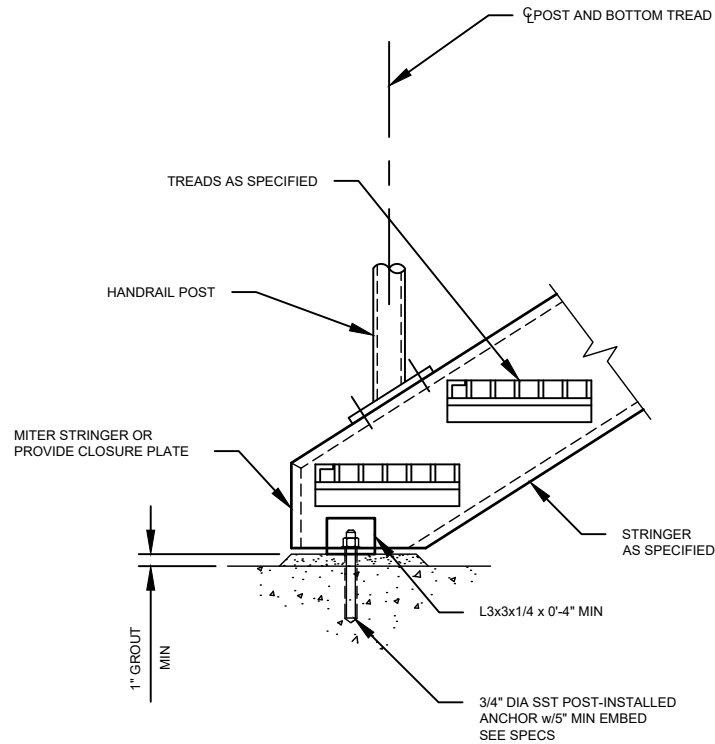 ℄ POST AND BOTTOM TREAD
TREADS AS SPECIFIED
HANDRAIL POST
MITER STRINGER OR
PROVIDE CLOSURE PLATE
STRINGER
AS SPECIFIED
L3x3x1/4 x 0'-4" MIN
1" GROUT
MIN
3/4" DIA SST POST-INSTALLED
ANCHOR w/5" MIN EMBED
SEE SPECS